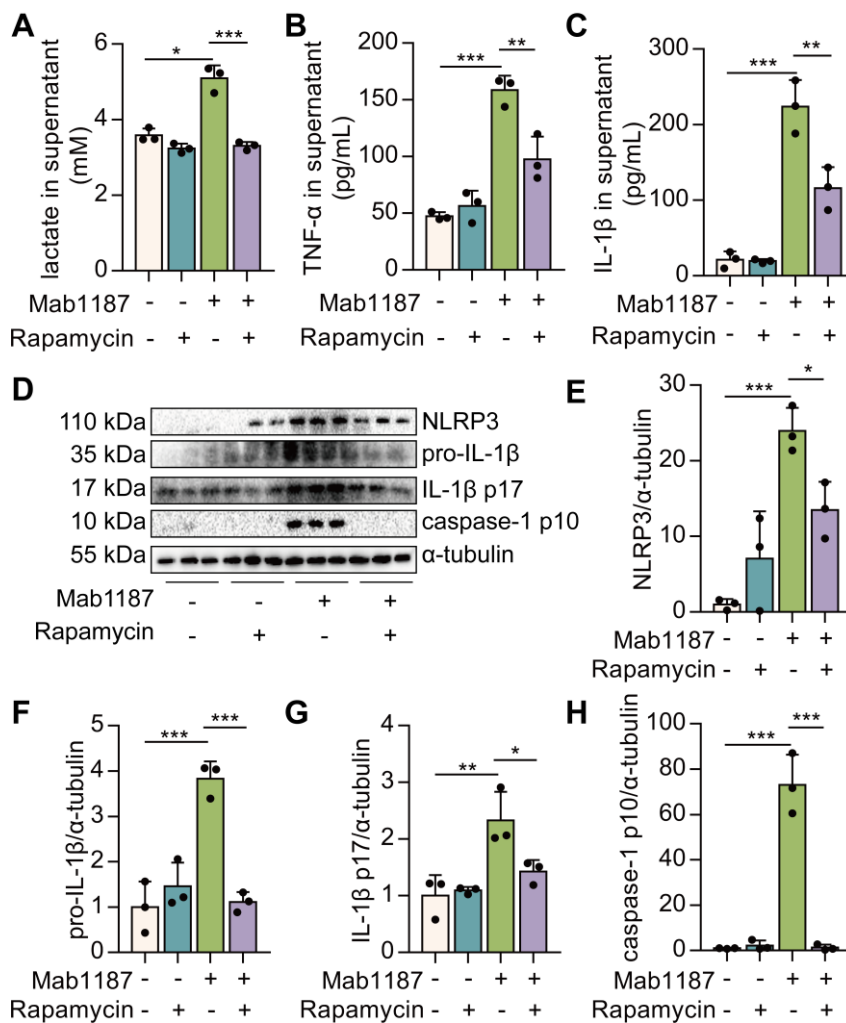 A
lactate in supernatant
(mM)
6
4
2
0
*
***
Mab1187 - - + +
Rapamycin - + - +
B
TNF-α in supernatant
(pg/mL)
200
150
100
50
0
***
**
- - + +
- + - +
C
IL-1β in supernatant
(pg/mL)
300
200
100
0
***
**
Mab1187 - - + +
Rapamycin - + - +
D
110 kDa NLRP3
35 kDa pro-IL-1β
17 kDa IL-1β p17
10 kDa caspase-1 p10
55 kDa α-tubulin
Mab1187 - - + +
Rapamycin - + - +
E
NLRP3/α-tubulin
30
20
10
0
***
*
Mab1187 - - + +
Rapamycin - + - +
F
pro-IL-1β/α-tubulin
5
4
3
2
1
0
***
***
Mab1187 - - + +
Rapamycin - + - +
G
IL-1β p17/α-tubulin
4
3
2
1
0
**
*
Mab1187 - - + +
Rapamycin - + - +
H
caspase-1 p10/α-tubulin
100
80
60
40
20
0
***
***
Mab1187 - - + +
Rapamycin - + - +